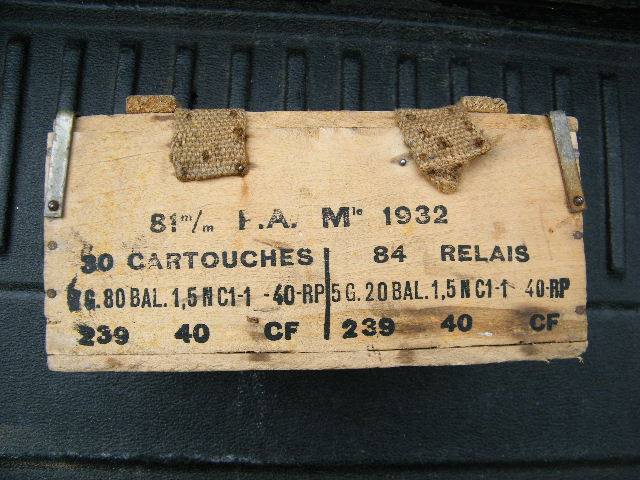 81 m/m F.A. Mle 1932
30 CARTOUCHES 84 RELAIS
G. 80 BAL. 1,5 N C1-1 -40-RP 5 G. 20 BAL. 1,5 N C1-1 40-RP
239 40 CF 239 40 CF